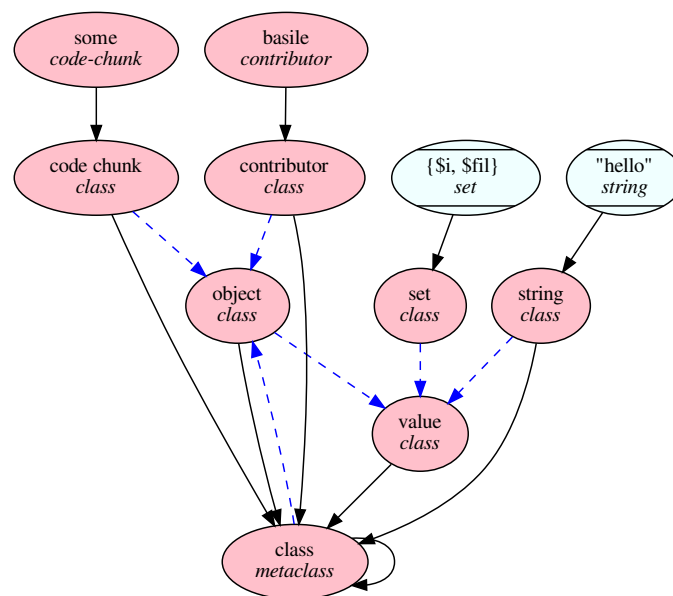 some
code-chunk
basile
contributor
code chunk
class
contributor
class
{$i, $fil}
set
"hello"
string
object
class
set
class
string
class
value
class
class
metaclass